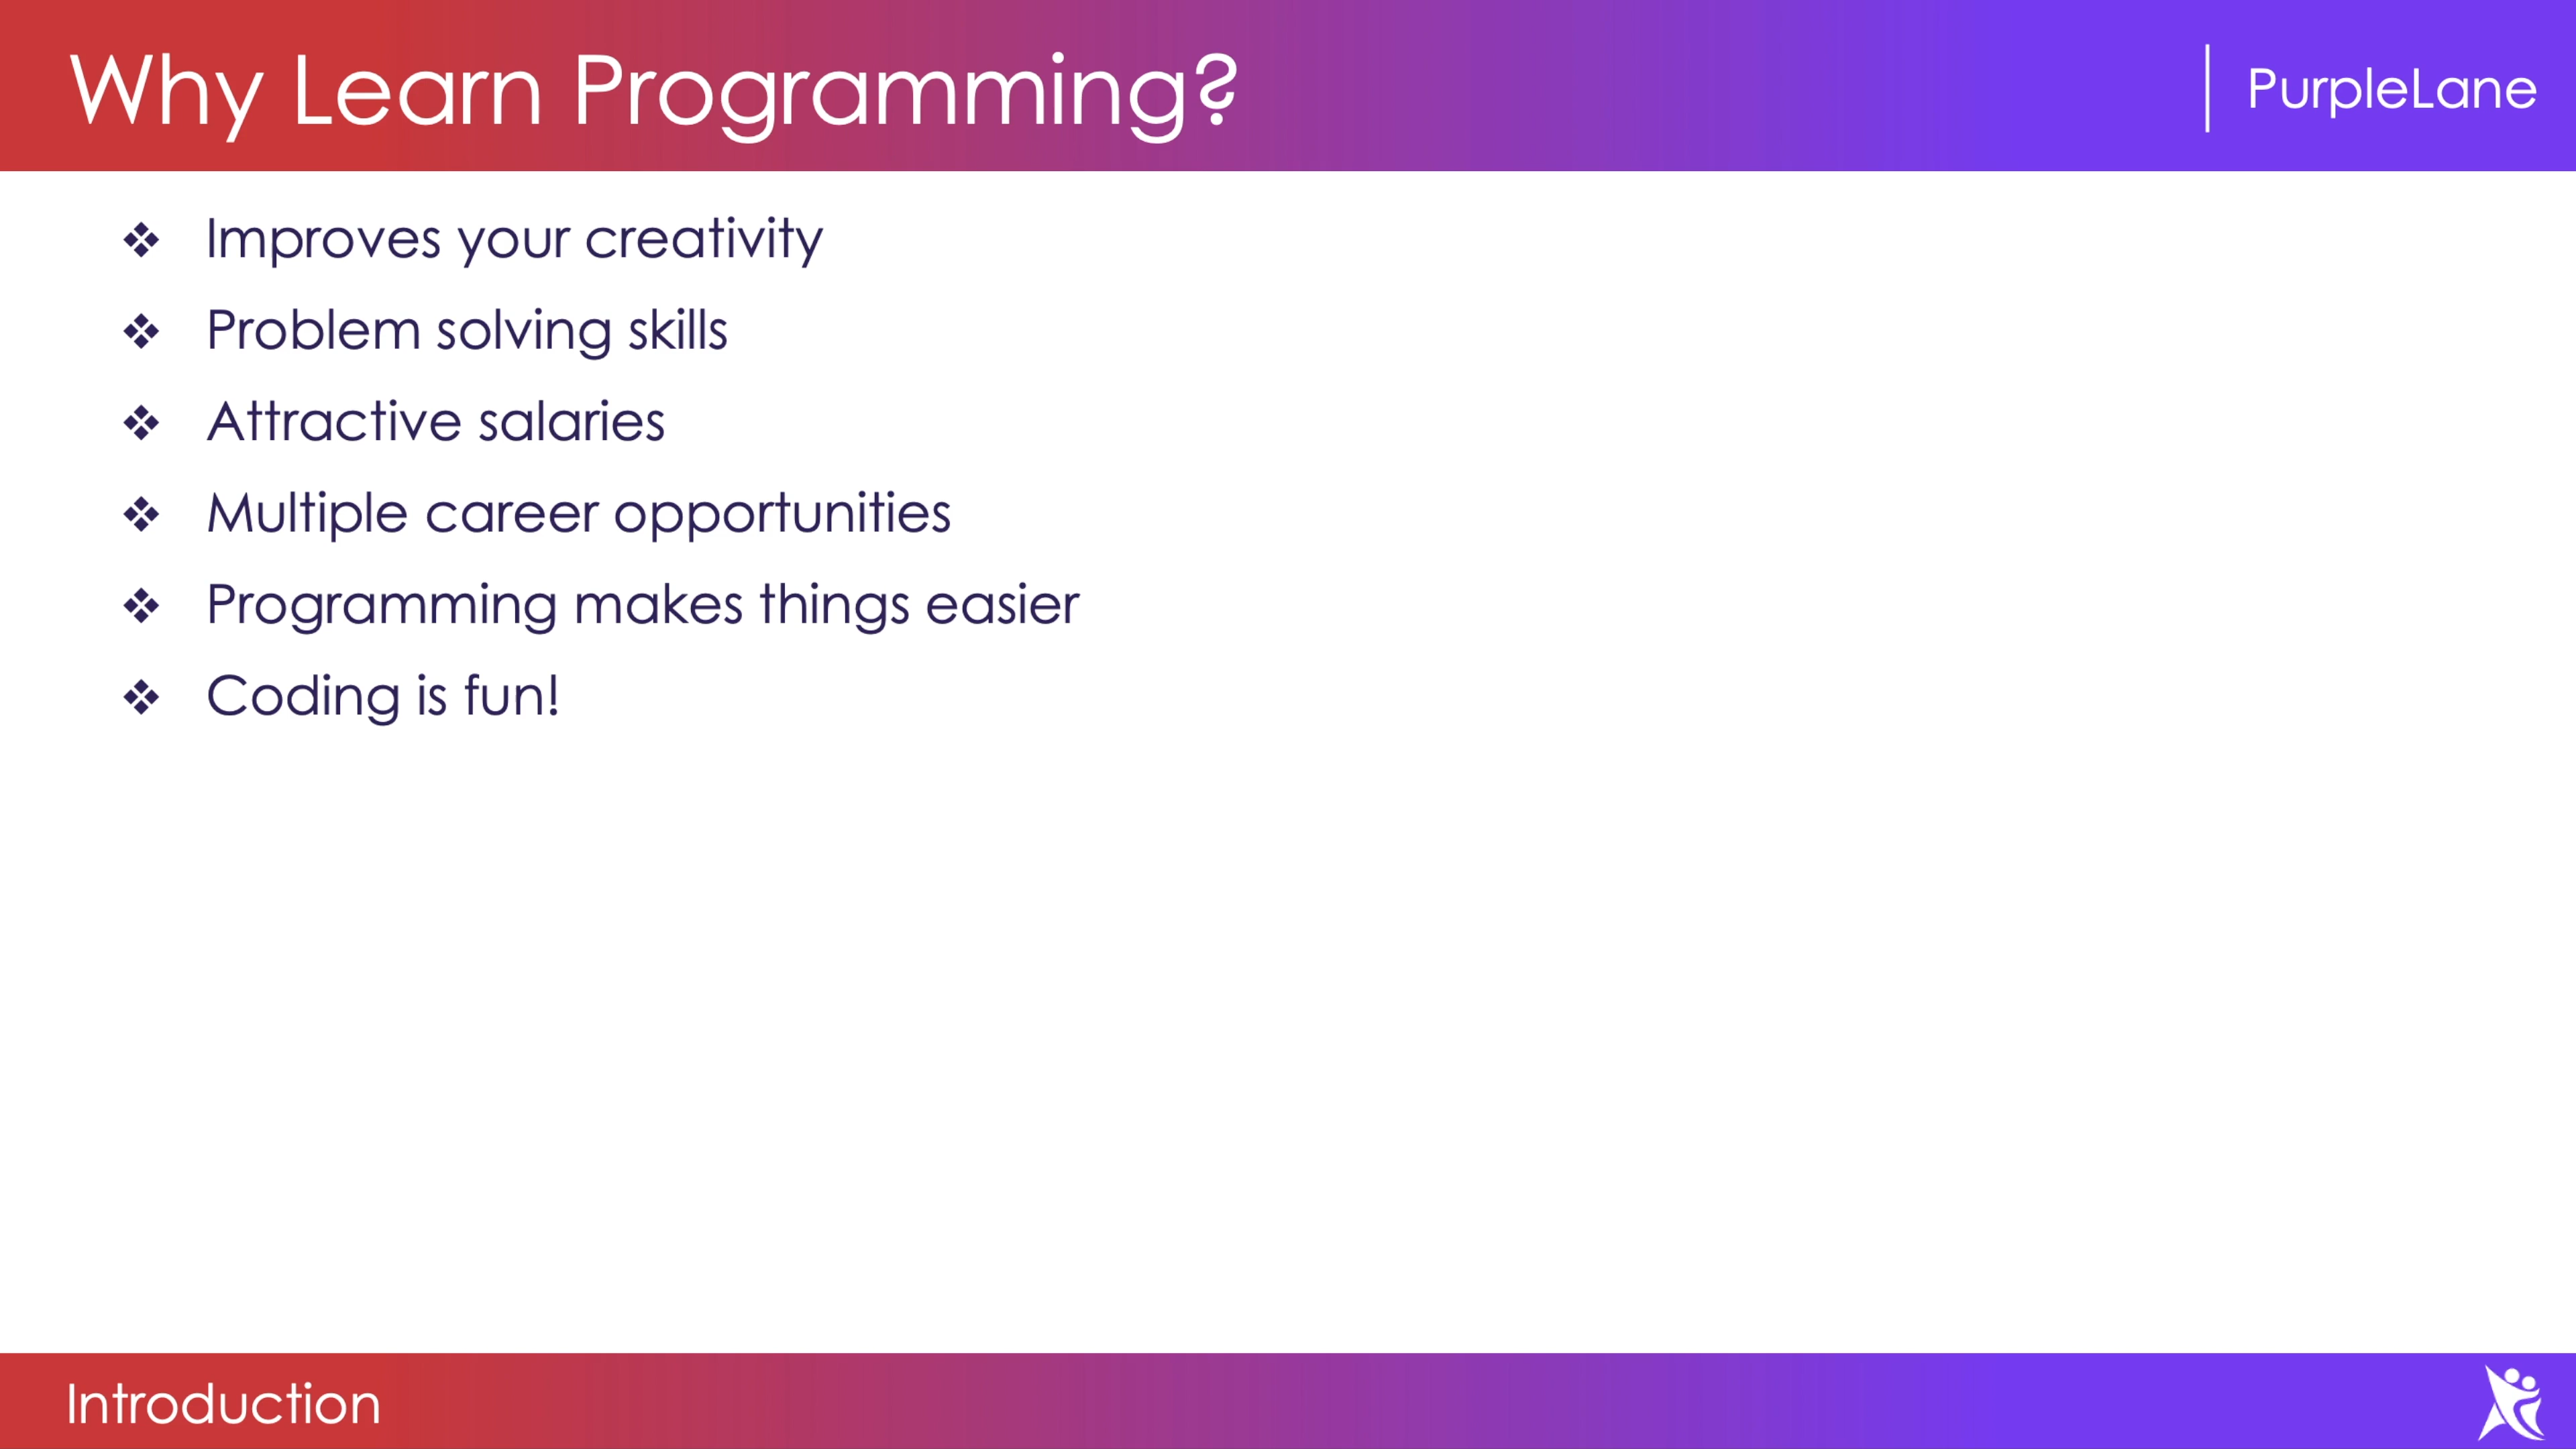 Why Learn Programming?
PurpleLane
❖ Improves your creativity
❖ Problem solving skills
❖ Attractive salaries
❖ Multiple career opportunities
❖ Programming makes things easier
❖ Coding is fun!
Introduction